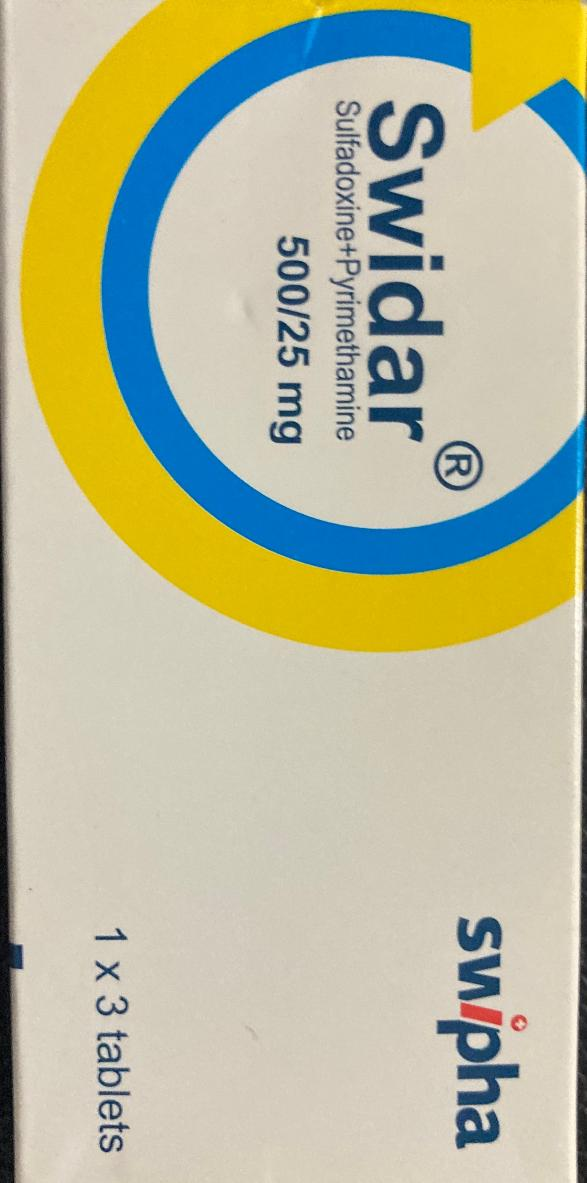 Swidar®
Sulfadoxine+Pyrimethamine
500/25 mg
swipha
1 x 3 tablets